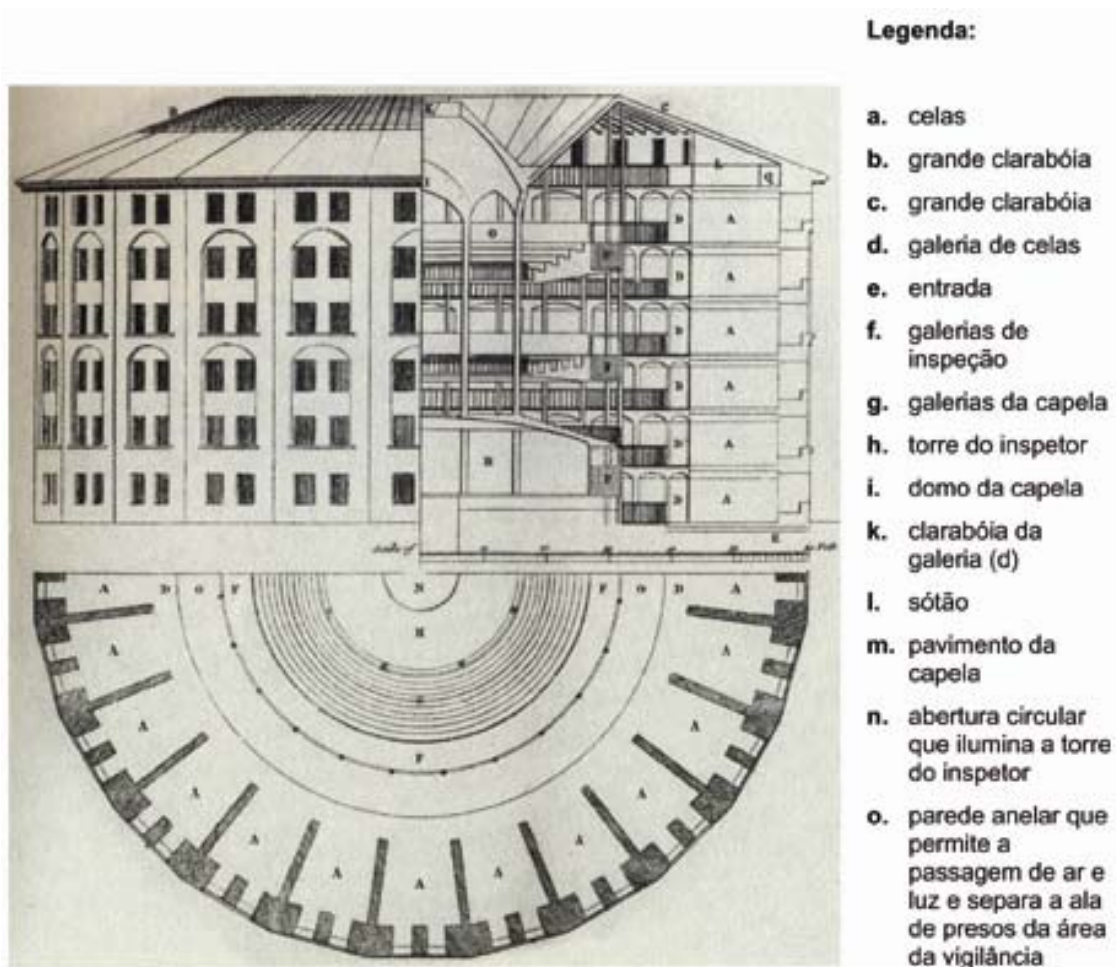 Legenda:
a. celas
b. grande clarabóia
c. grande clarabóia
d. galeria de celas
e. entrada
f. galerias de
inspeção
g. galerias da capela
h. torre do inspetor
i. domo da capela
k. clarabóia da
galeria (d)
l. sótão
m. pavimento da
capela
n. abertura circular
que ilumina a torre
do inspetor
o. parede anelar que
permite a
passagem de ar e
luz e separa a ala
de presos da área
da vigilância
A
D A
D A
D A
D A
D A
A D O F N F O D A
H
A A
A A
F
A A
A A
A A A